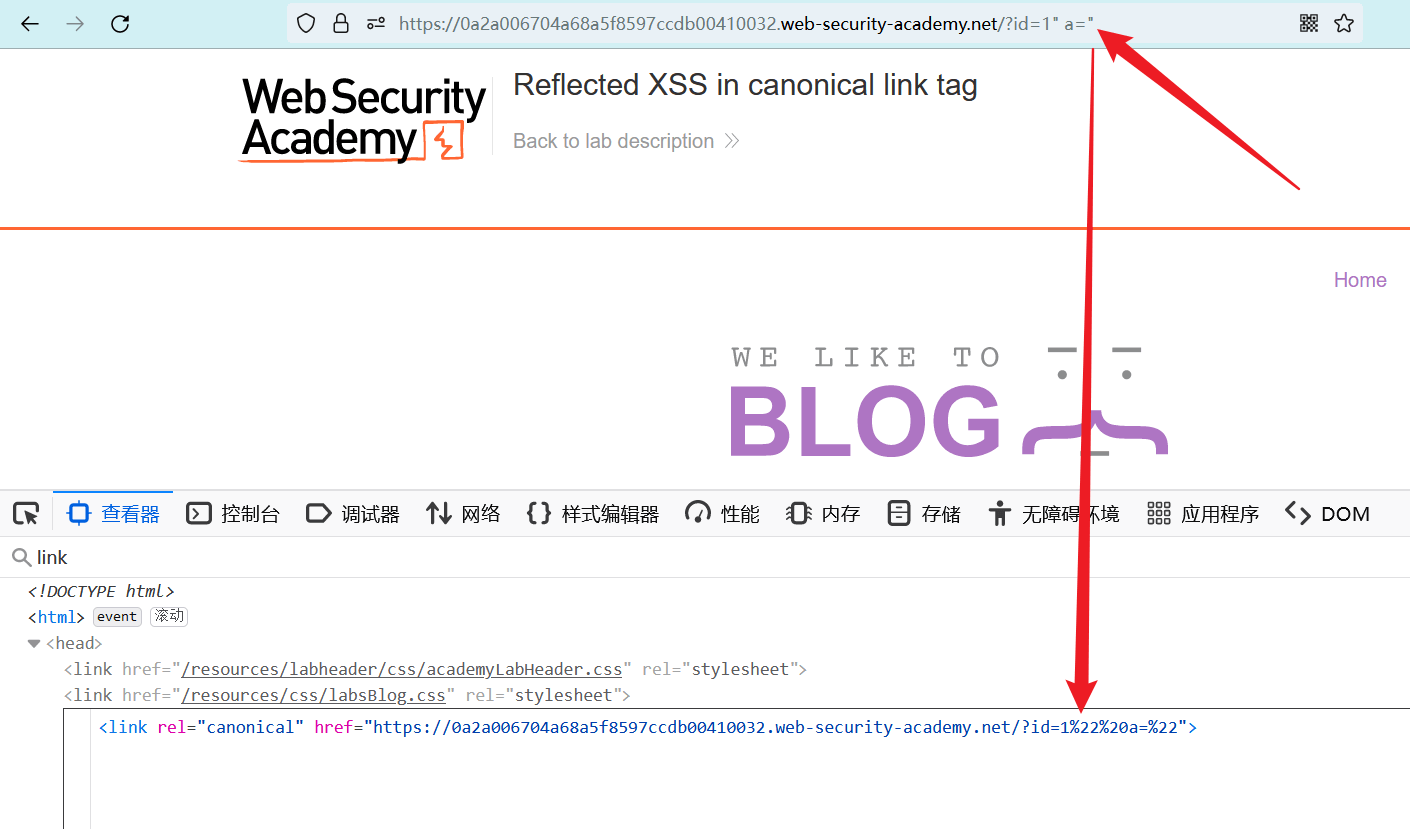 https://0a2a006704a68a5f8597ccdb00410032.web-security-academy.net/?id=1" a="
Web Security
Academy
Reflected XSS in canonical link tag
Back to lab description
Home
WE LIKE TO
BLOG
查看器 控制台 调试器 网络 {} 样式编辑器 性能 内存 存储 无障碍环境 应用程序 DOM
link
<!DOCTYPE html>
<html> event 滚动
<head>
<link href="/resources/labheader/css/academyLabHeader.css" rel="stylesheet">
<link href="/resources/css/labsBlog.css" rel="stylesheet">
<link rel="canonical" href="https://0a2a006704a68a5f8597ccdb00410032.web-security-academy.net/?id=1%22%20a=%22">